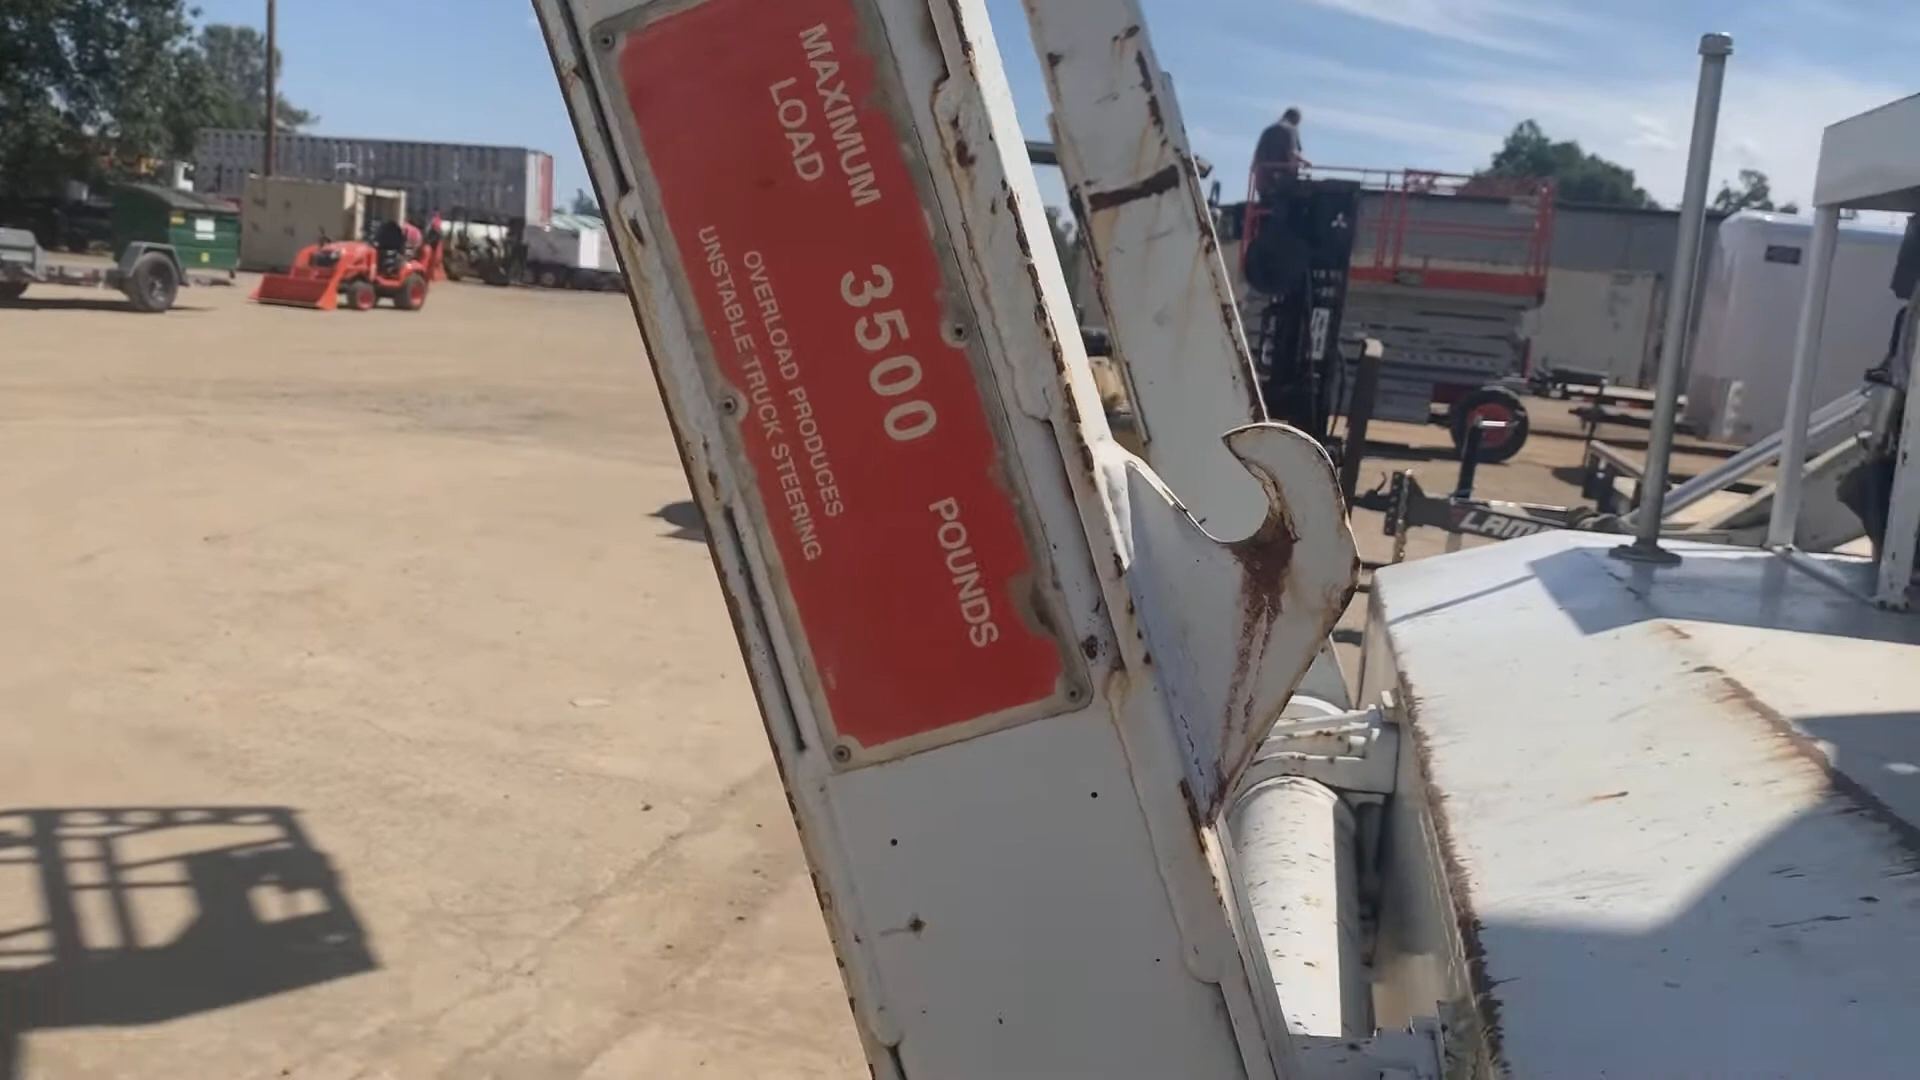 MAXIMUM
LOAD
3500
POUNDS
OVERLOAD PRODUCES
UNSTABLE TRUCK STEERING